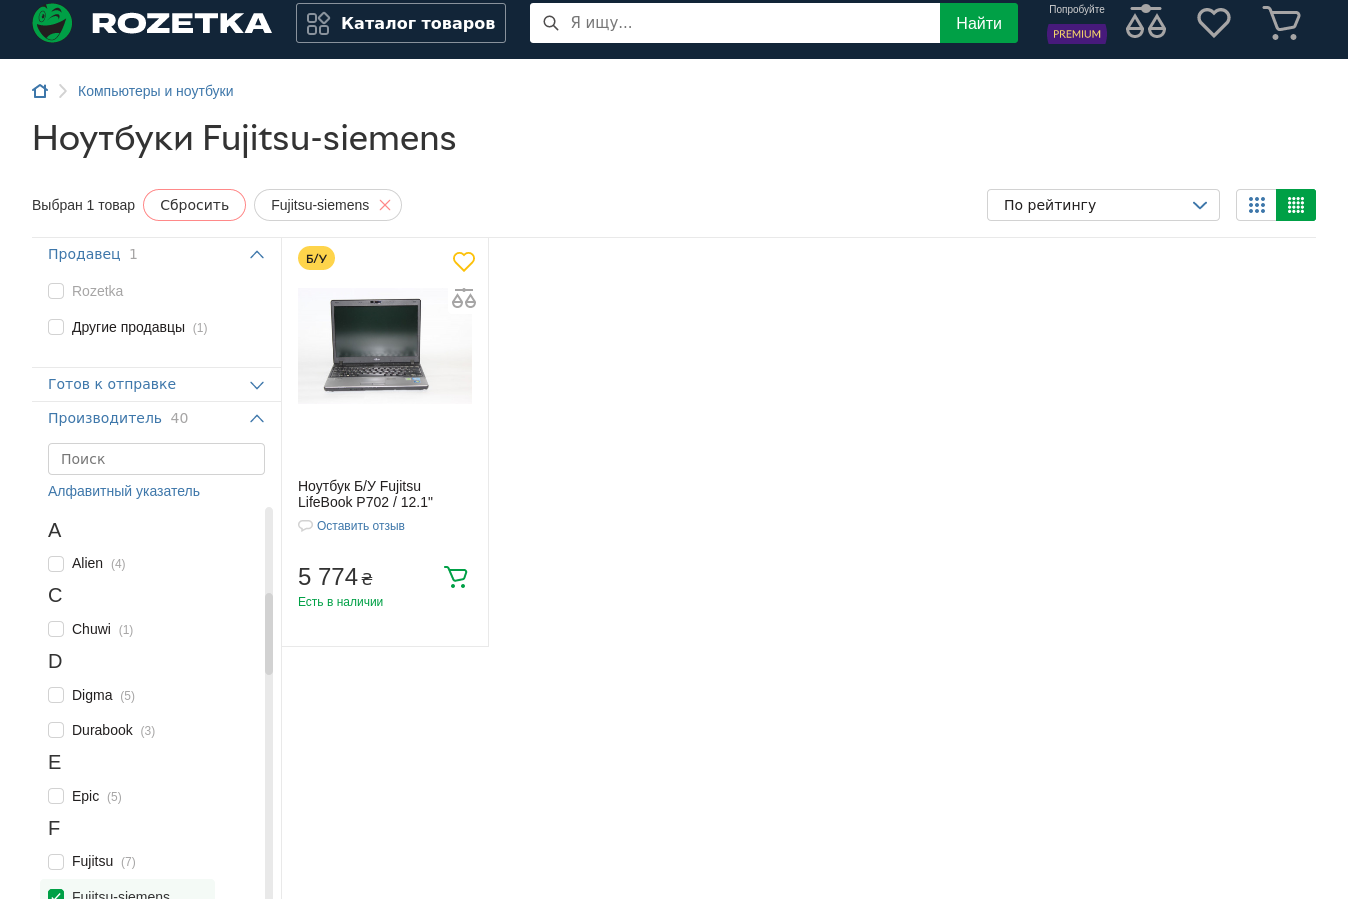 ROZETKA
Каталог товаров
Я ищу...
Найти
Попробуйте
PREMIUM
Компьютеры и ноутбуки
Ноутбуки Fujitsu-siemens
Выбран 1 товар
Сбросить
Fujitsu-siemens
По рейтингу
Продавец 1
Rozetka
Другие продавцы (1)
Готов к отправке
Производитель 40
Поиск
Алфавитный указатель
A
Alien (4)
C
Chuwi (1)
D
Digma (5)
Durabook (3)
E
Epic (5)
F
Fujitsu (7)
Fujitsu-siemens
Б/У
Ноутбук Б/У Fujitsu
LifeBook P702 / 12.1"
Оставить отзыв
5 774 ₴
Есть в наличии